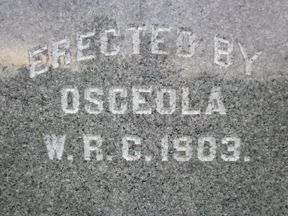 ERECTED BY
OSCEOLA
W. R. C. 1903.